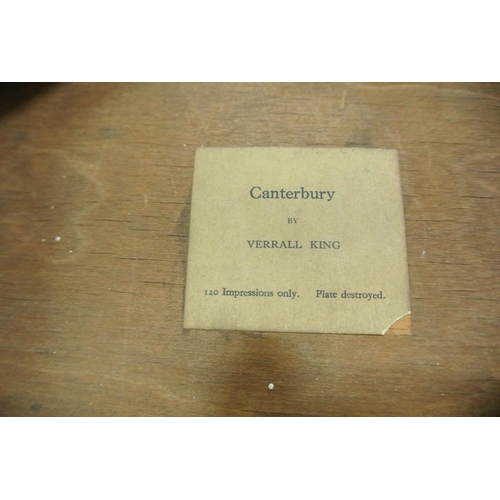 Canterbury
BY
VERRALL KING
120 Impressions only. Plate destroyed.